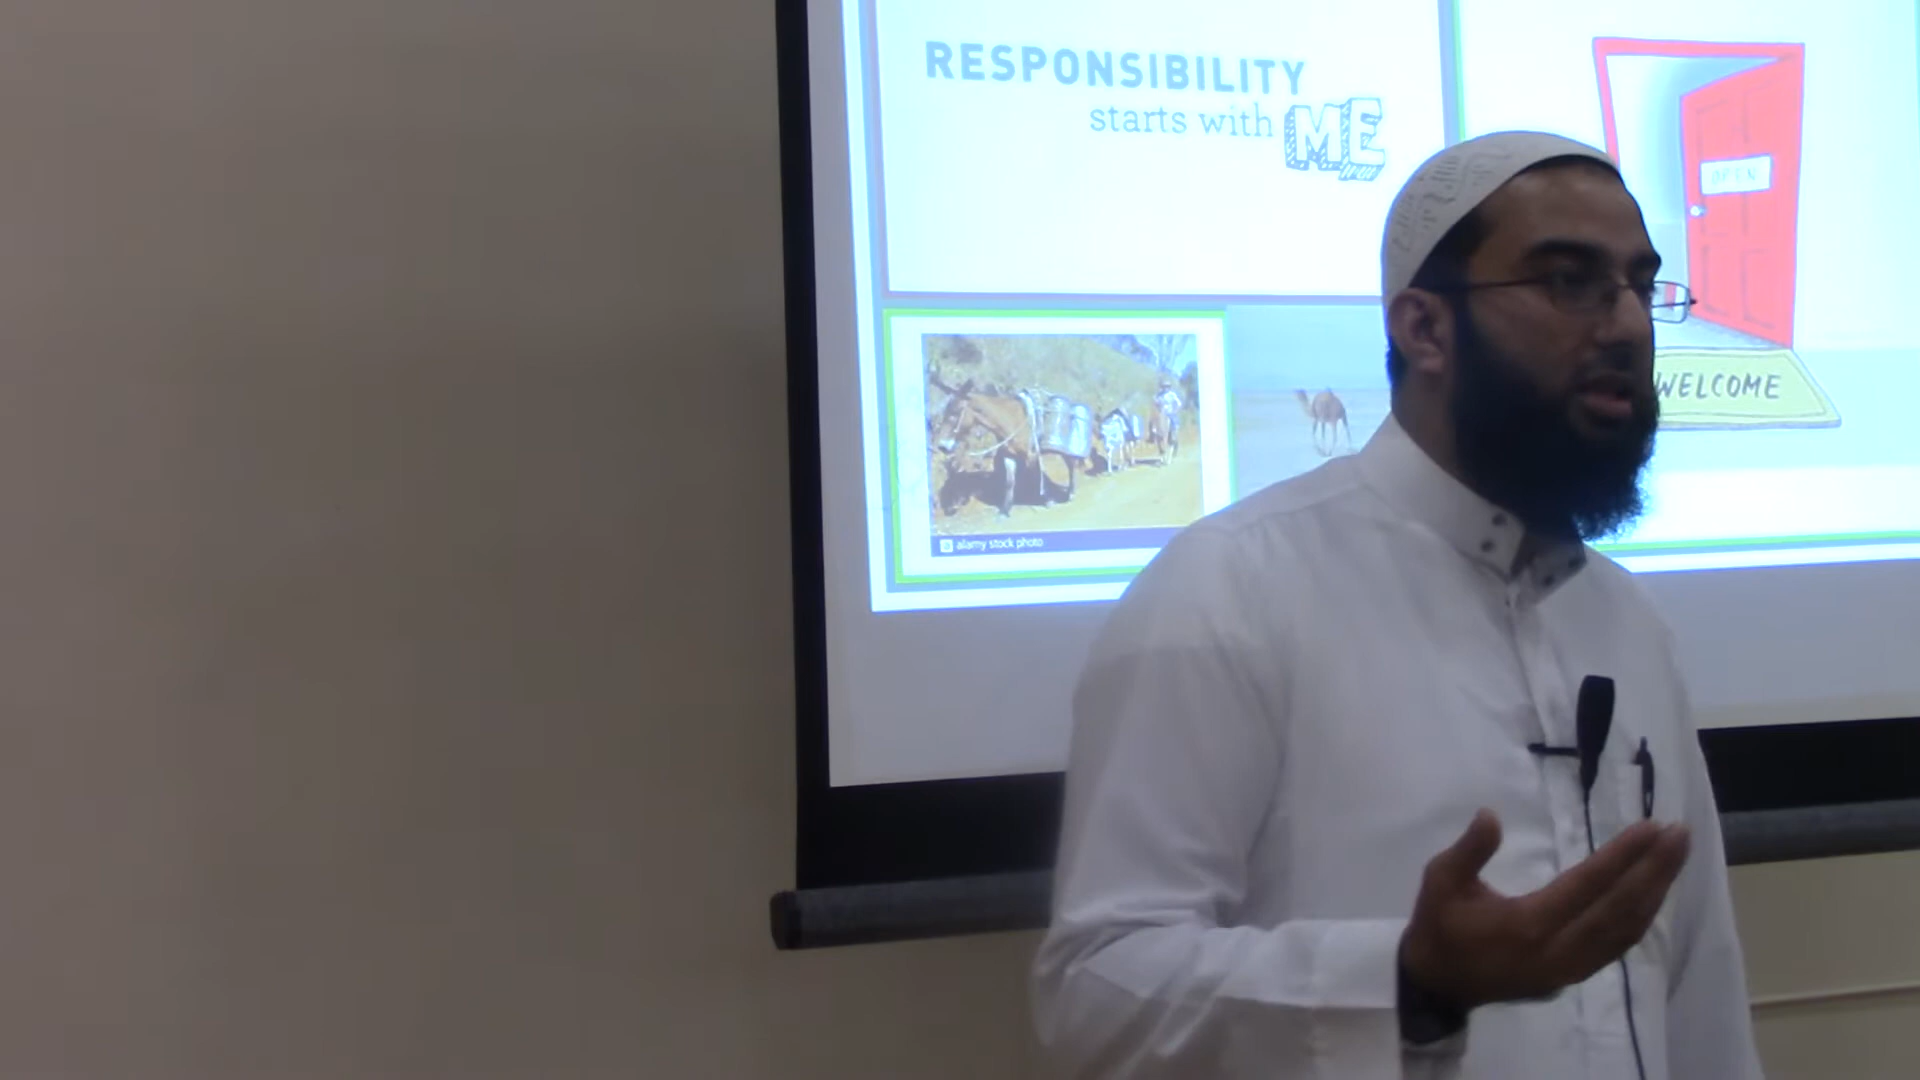 RESPONSIBILITY
starts with ME
OPEN
WELCOME
alamy stock photo